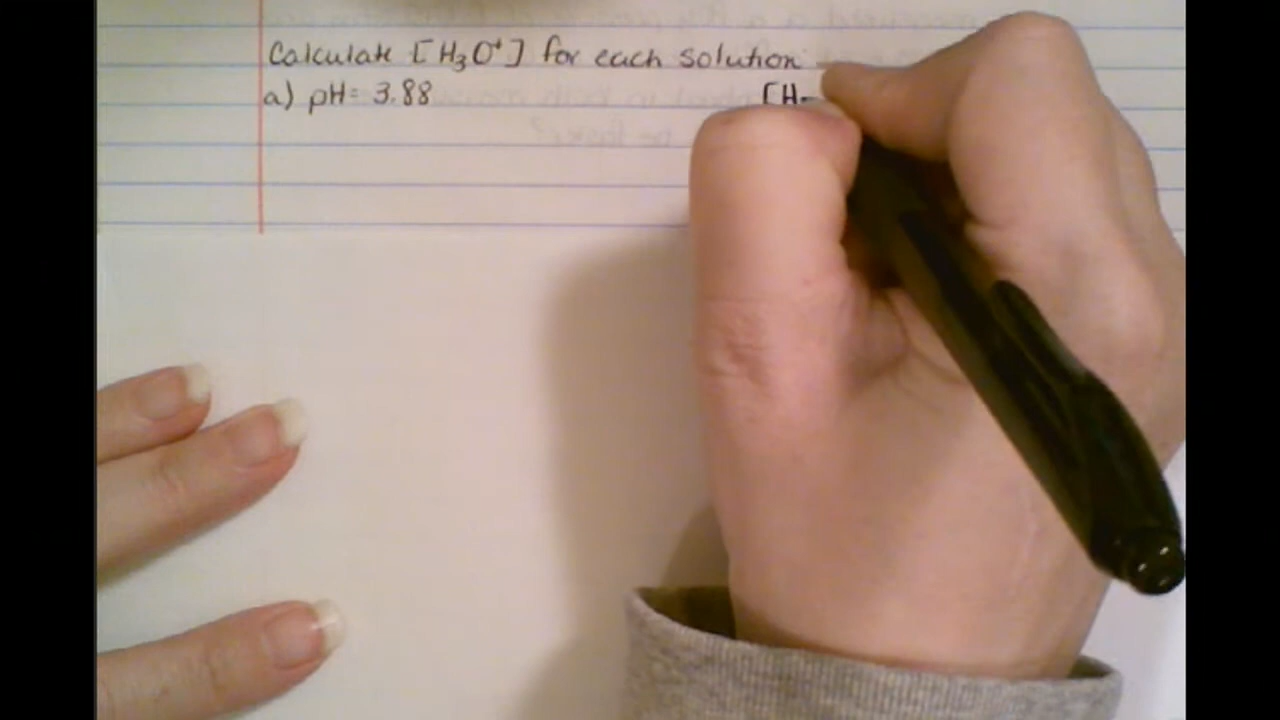 Calculate [H₃O⁺] for each solution
a) pH = 3.88 [H